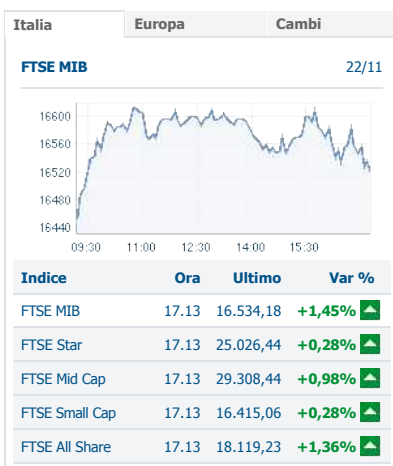 Italia Europa Cambi
FTSE MIB 22/11
16600
16560
16520
16480
16440
09:30 11:00 12:30 14:00 15:30
Indice Ora Ultimo Var %
FTSE MIB 17.13 16.534,18 +1,45%
FTSE Star 17.13 25.026,44 +0,28%
FTSE Mid Cap 17.13 29.308,44 +0,98%
FTSE Small Cap 17.13 16.415,06 +0,28%
FTSE All Share 17.13 18.119,23 +1,36%